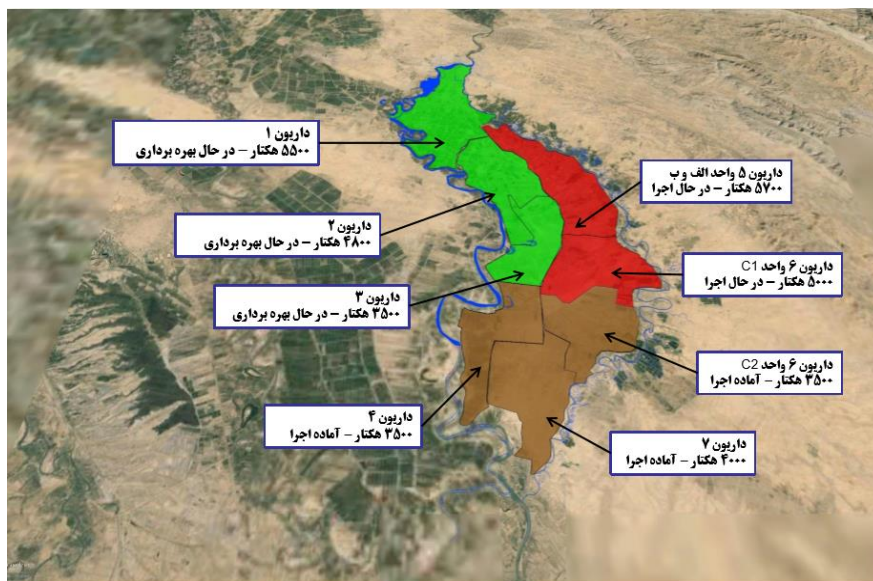 داریون ۱
۵۵۰۰ هکتار – در حال بهره برداری
داریون ۲
۴۸۰۰ هکتار – در حال بهره برداری
داریون ۳
۳۵۰۰ هکتار – در حال بهره برداری
داریون ۴
۳۵۰۰ هکتار – آماده اجرا
داریون ۵ واحد الف و ب
۵۷۰۰ هکتار – در حال اجرا
داریون ۶ واحد C1
۵۰۰۰ هکتار – در حال اجرا
داریون ۶ واحد C2
۳۵۰۰ هکتار – آماده اجرا
داریون ۷
۴۰۰۰ هکتار – آماده اجرا